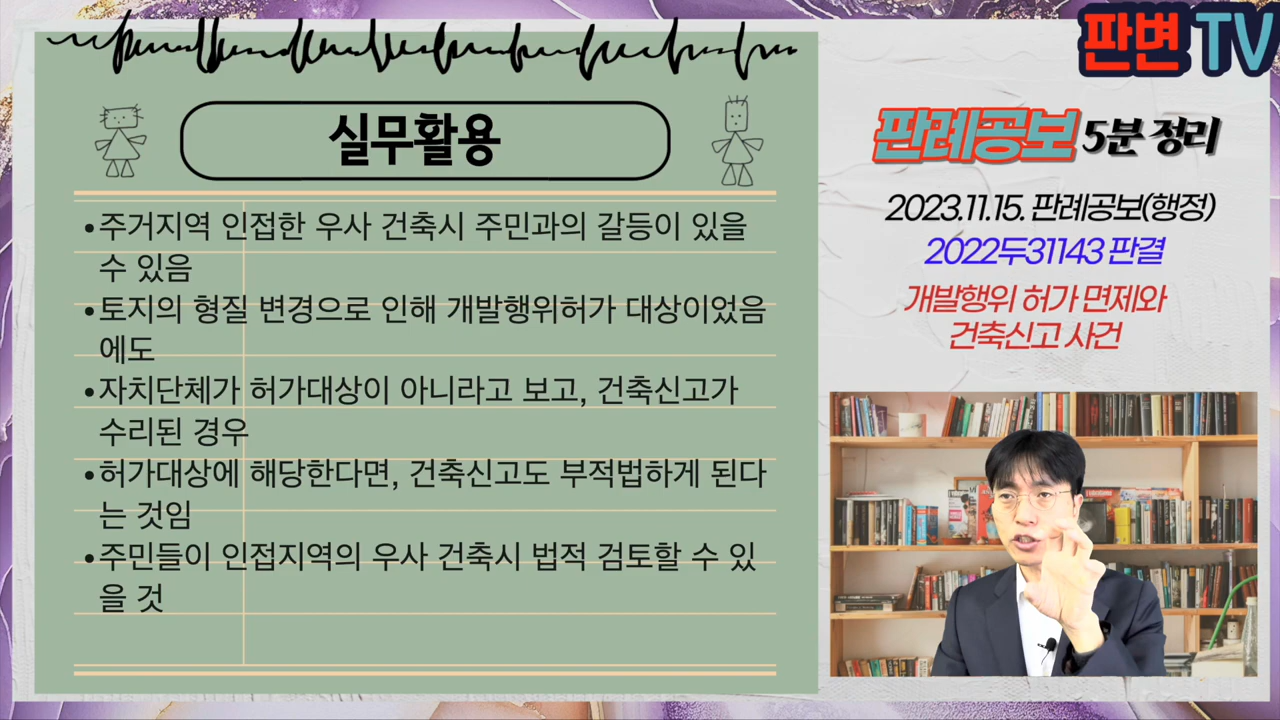 판변 TV
실무활용
•주거지역 인접한 우사 건축시 주민과의 갈등이 있을
수 있음
•토지의 형질 변경으로 인해 개발행위허가 대상이었음
에도
•자치단체가 허가대상이 아니라고 보고, 건축신고가
수리된 경우
•허가대상에 해당한다면, 건축신고도 부적법하게 된다
는 것임
•주민들이 인접지역의 우사 건축시 법적 검토할 수 있
을 것
판례공보 5분 정리
2023.11.15. 판례공보(행정)
2022두31143 판결
개발행위 허가 면제와
건축신고 사건